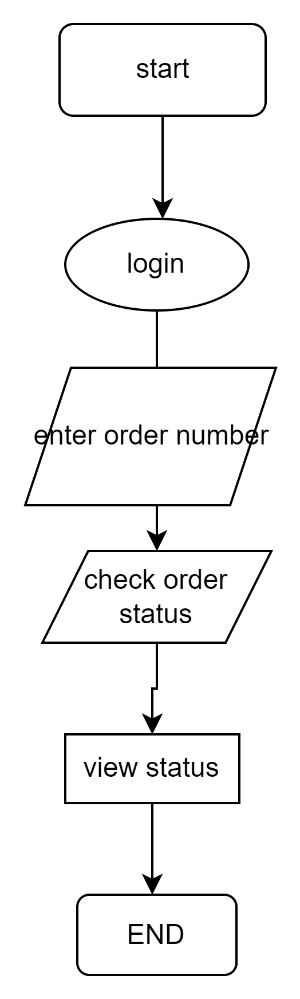 start
login
enter order number
check order
status
view status
END